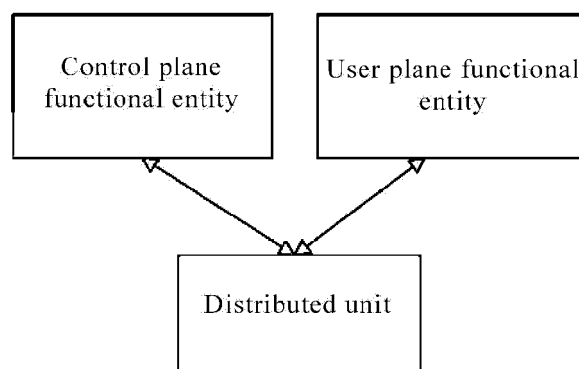 Control plane
functional entity
User plane functional
entity
Distributed unit